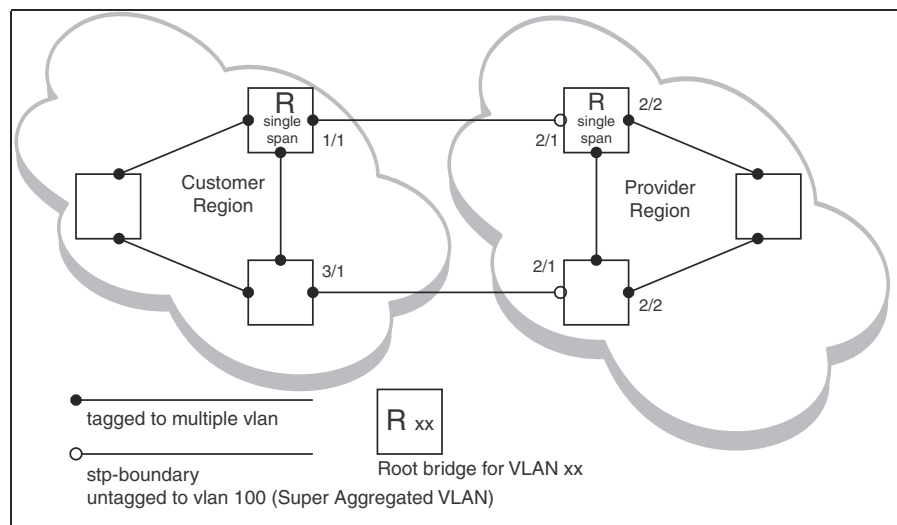 R
single
span
1/1
Customer
Region
3/1
R
single
span
2/1
2/2
Provider
Region
2/1
2/2
tagged to multiple vlan
stp-boundary
untagged to vlan 100 (Super Aggregated VLAN)
R xx
Root bridge for VLAN xx